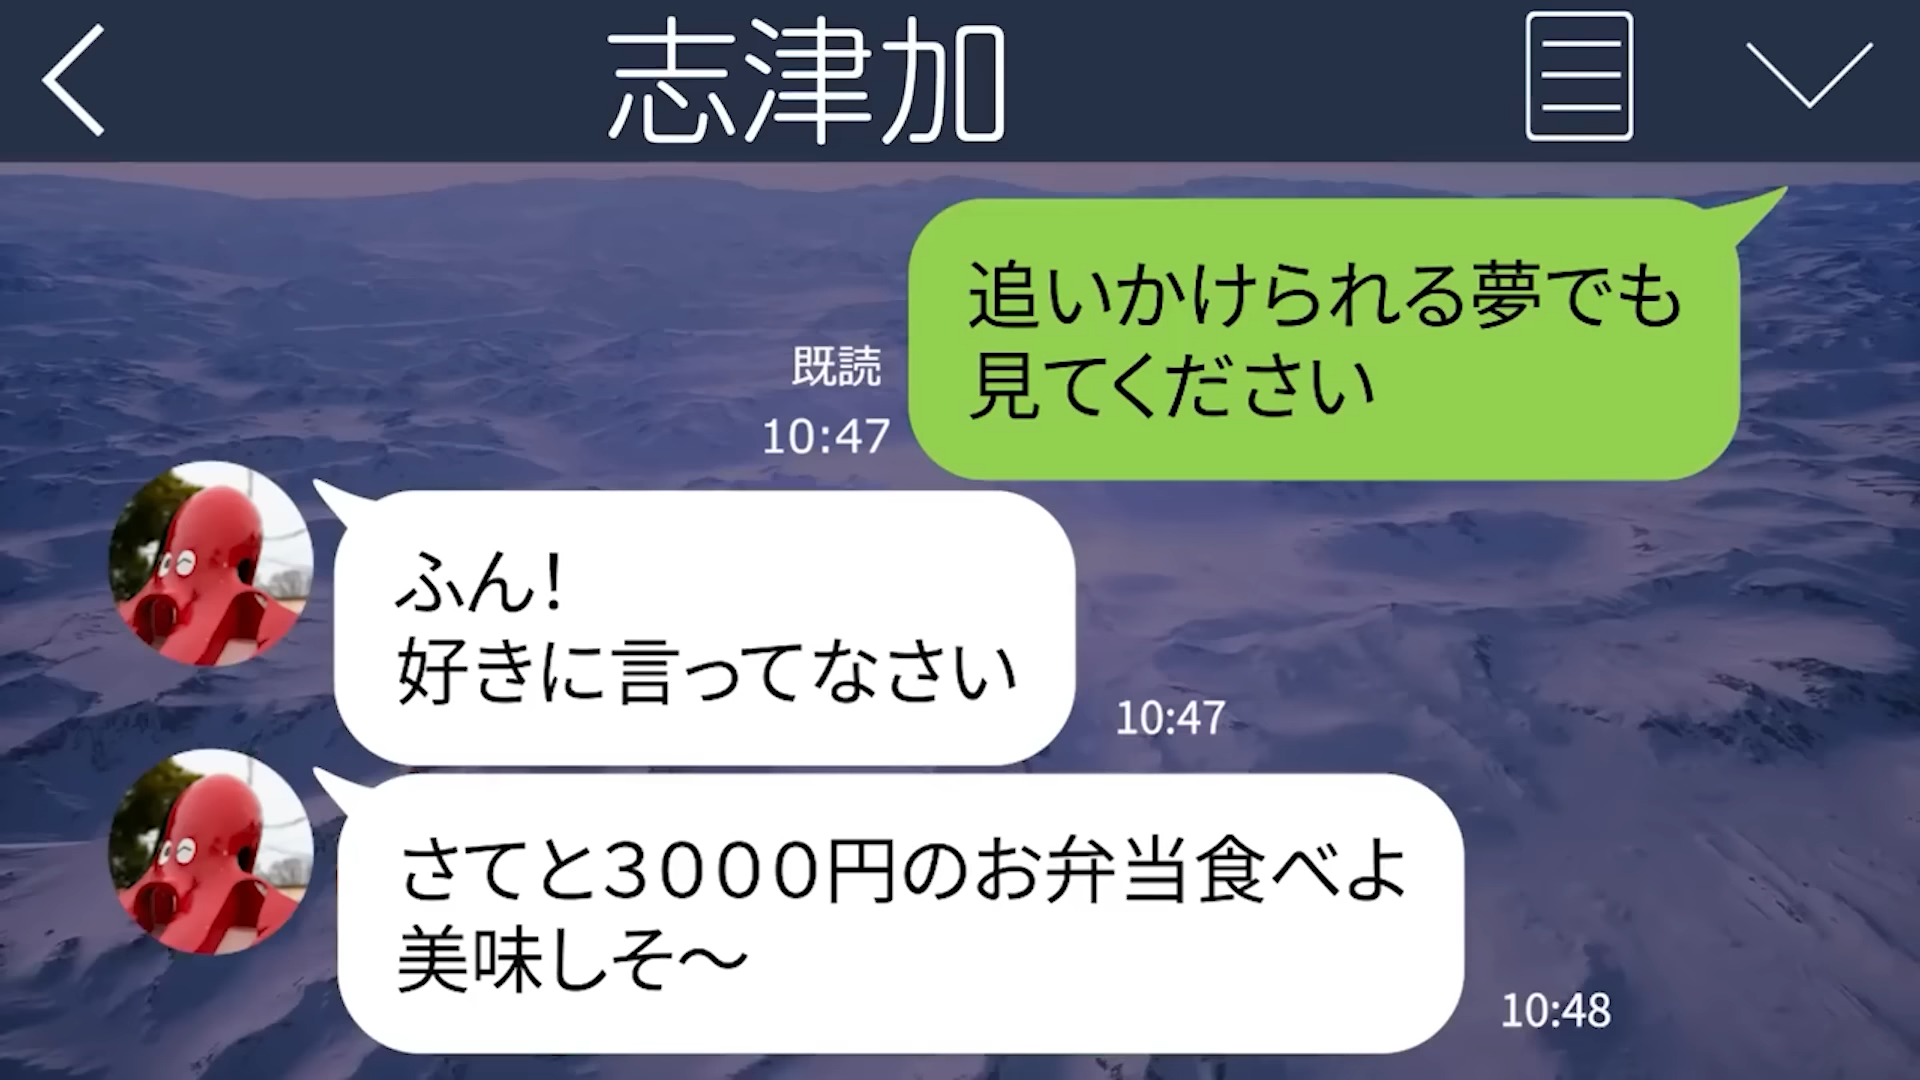 志津加
追いかけられる夢でも
見てください
既読
10:47
ふん!
好きに言ってなさい
10:47
さてと３０００円のお弁当食べよ
美味しそ～
10:48